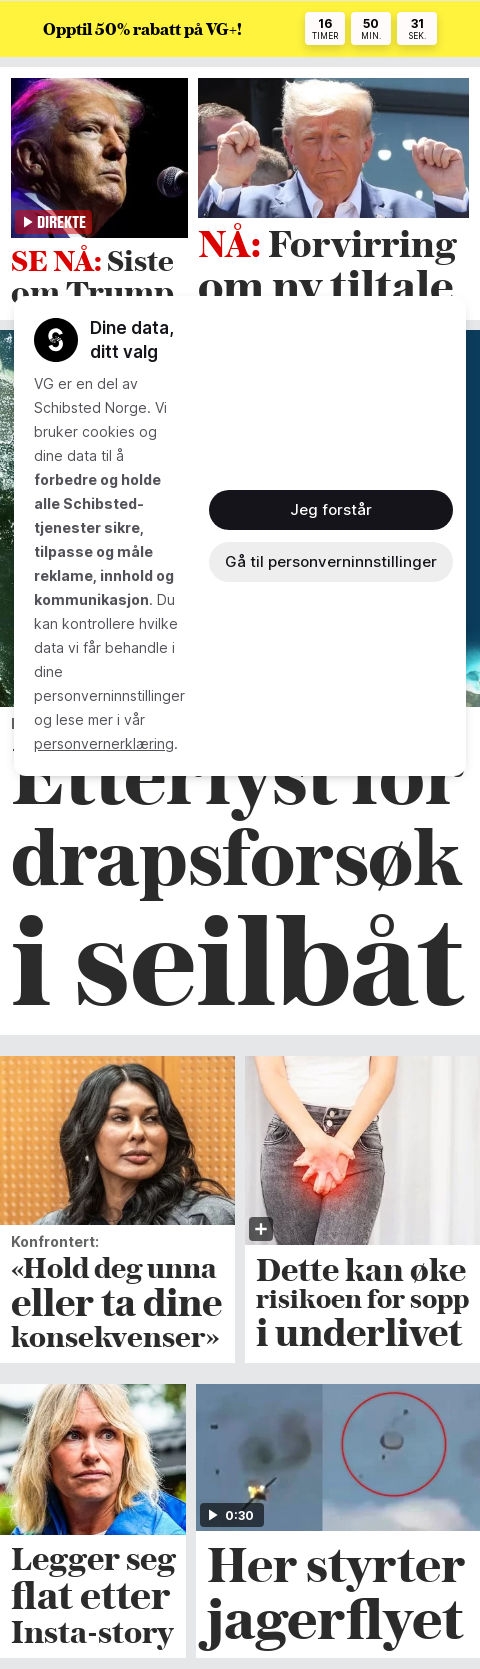 Opptil 50% rabatt på VG+!
16 50 31
TIMER MIN. SEK.
DIREKTE
SE NÅ: Siste
om Trump
NÅ: Forvirring
om ny tiltale
Dine data,
ditt valg
VG er en del av
Schibsted Norge. Vi
bruker cookies og
dine data til å
forbedre og holde
alle Schibsted-
tjenester sikre,
tilpasse og måle
reklame, innhold og
kommunikasjon. Du
kan kontrollere hvilke
data vi får behandle i
dine
personverninnstillinger
og lese mer i vår
personvernerklæring.
Jeg forstår
Gå til personverninnstillinger
Etterlyst for
drapsforsøk
i seilbåt
Konfrontert:
«Hold deg unna
eller ta dine
konsekvenser»
Dette kan øke
risikoen for sopp
i underlivet
Legger seg
flat etter
Insta-story
0:30
Her styrter
jagerflyet